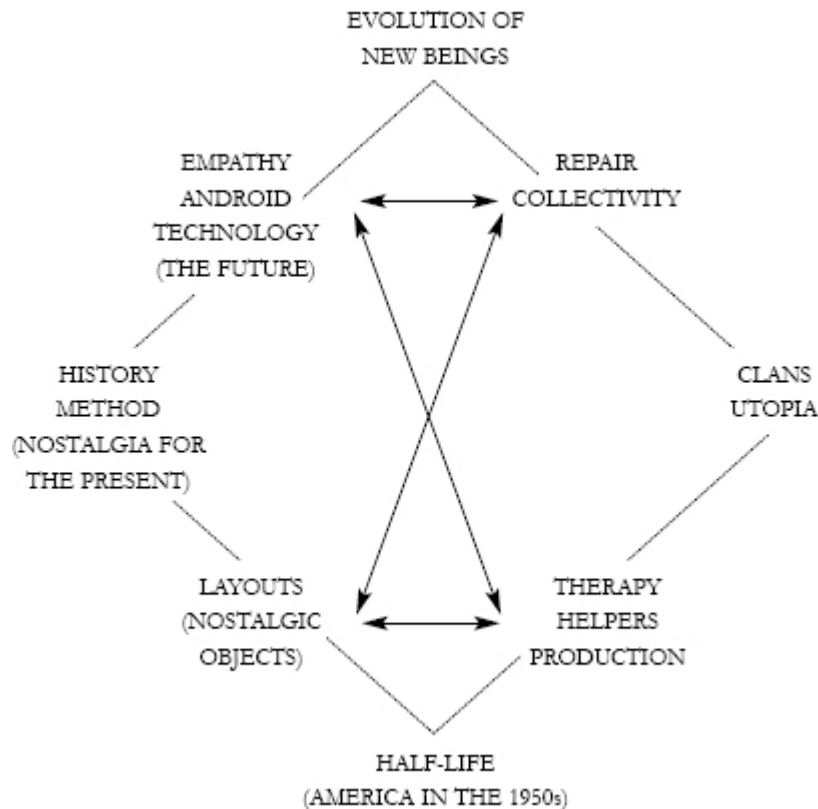 EVOLUTION OF
NEW BEINGS
EMPATHY
ANDROID
TECHNOLOGY
(THE FUTURE)
REPAIR
COLLECTIVITY
HISTORY
METHOD
(NOSTALGIA FOR
THE PRESENT)
CLANS
UTOPIA
LAYOUTS
(NOSTALGIC
OBJECTS)
THERAPY
HELPERS
PRODUCTION
HALF-LIFE
(AMERICA IN THE 1950s)